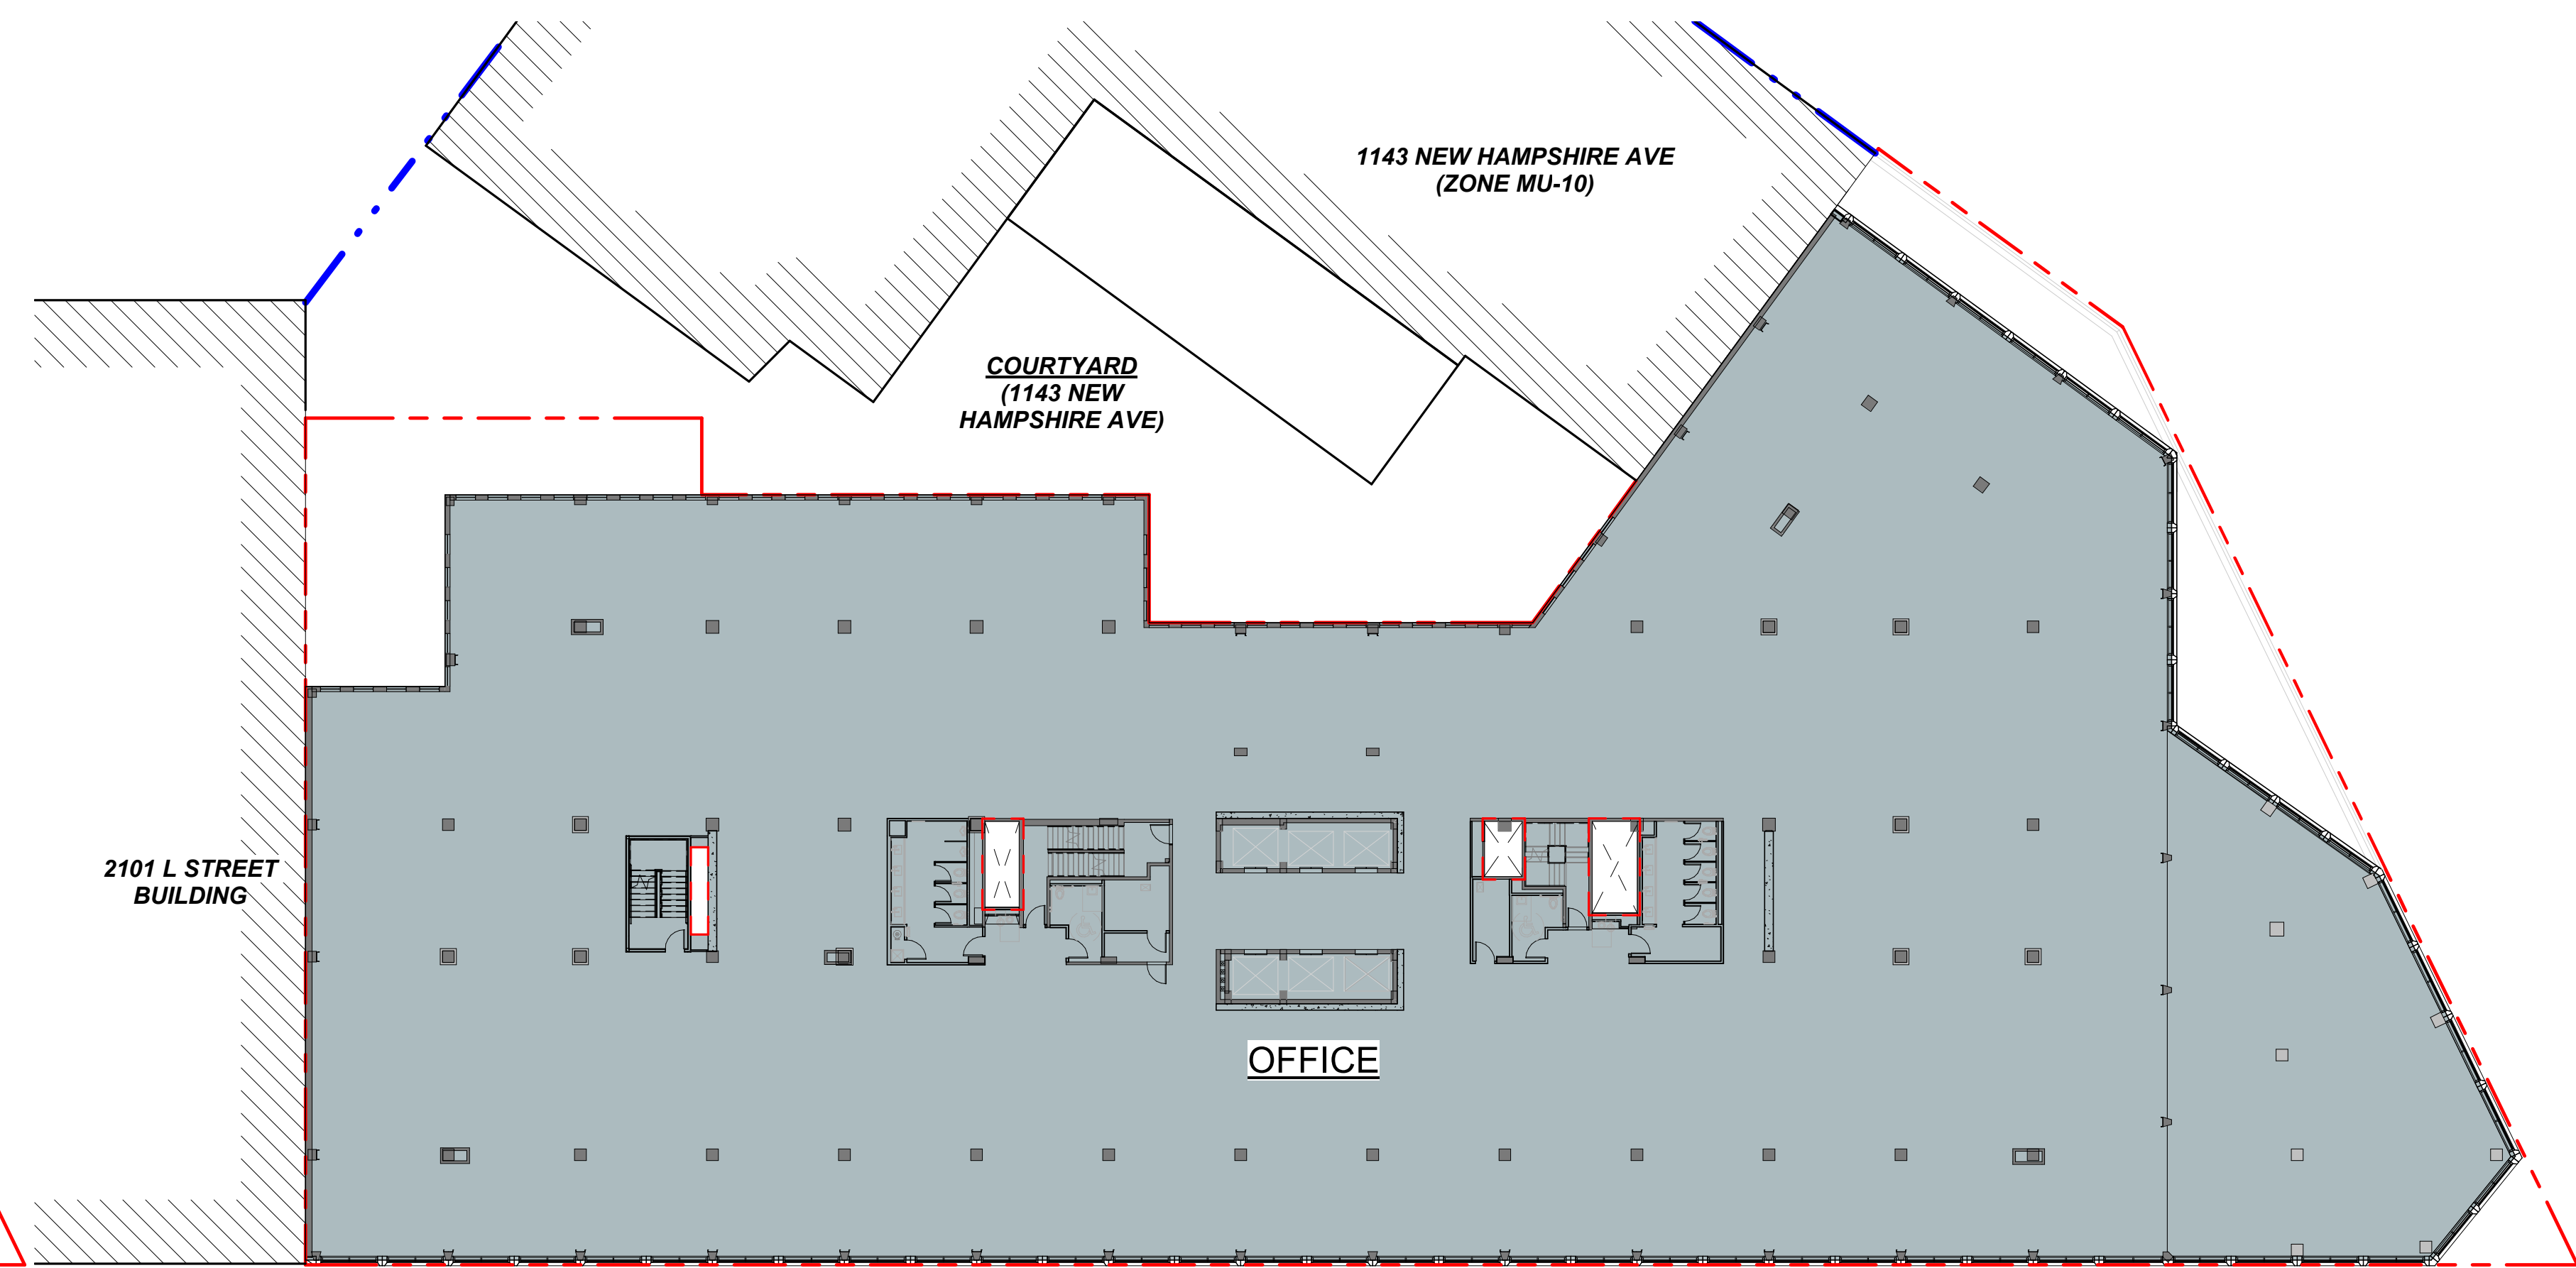 1143 NEW HAMPSHIRE AVE
(ZONE MU-10)
COURTYARD
(1143 NEW
HAMPSHIRE AVE)
2101 L STREET
BUILDING
OFFICE